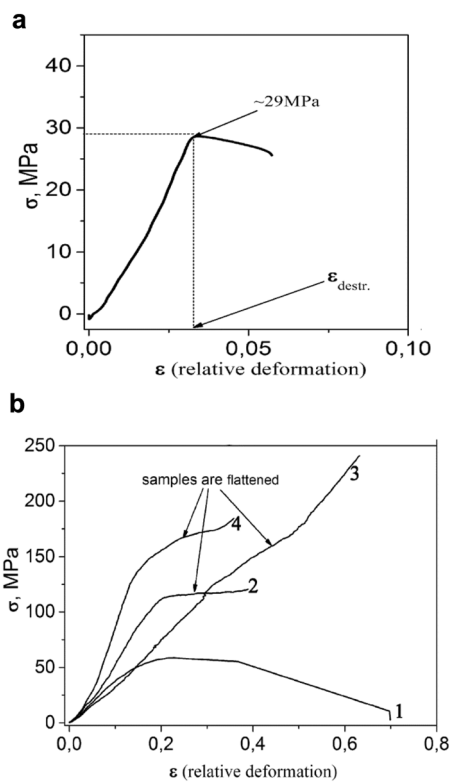 a
40
~29MPa
30
σ, MPa
20
10
ε destr.
0
0,00 0,05 0,10
ε (relative deformation)
b
250
samples are flattened
3
200
4
150
σ, MPa
2
100
50
1
0
0,0 0,2 0,4 0,6 0,8
ε (relative deformation)